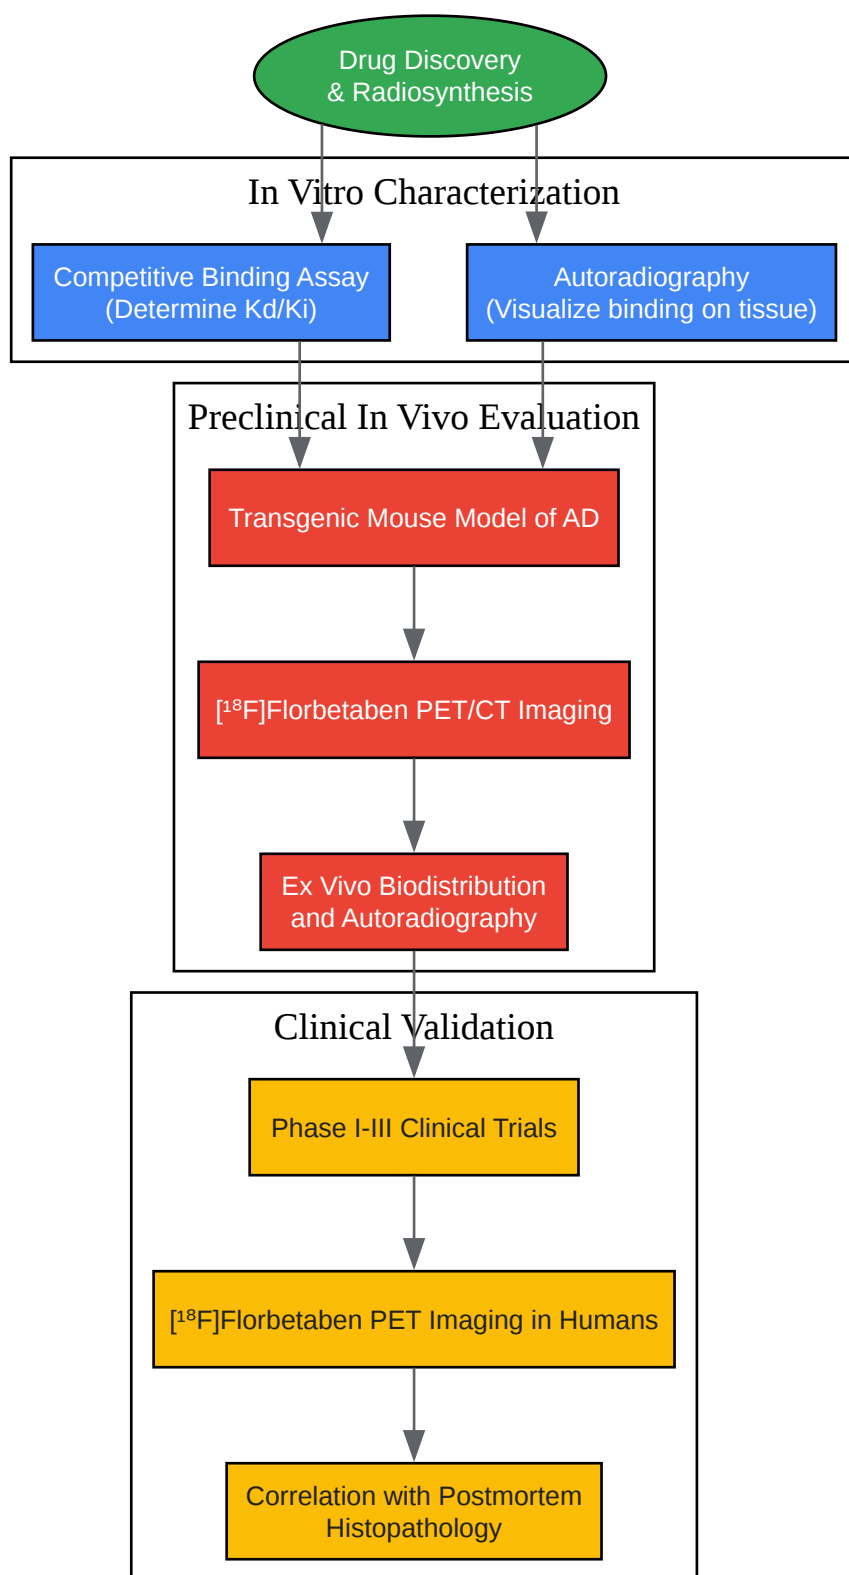 Drug Discovery
& Radiosynthesis
In Vitro Characterization
Competitive Binding Assay
(Determine Kd/Ki)
Autoradiography
(Visualize binding on tissue)
Preclinical In Vivo Evaluation
Transgenic Mouse Model of AD
[¹⁸F]Florbetaben PET/CT Imaging
Ex Vivo Biodistribution
and Autoradiography
Clinical Validation
Phase I-III Clinical Trials
[¹⁸F]Florbetaben PET Imaging in Humans
Correlation with Postmortem
Histopathology